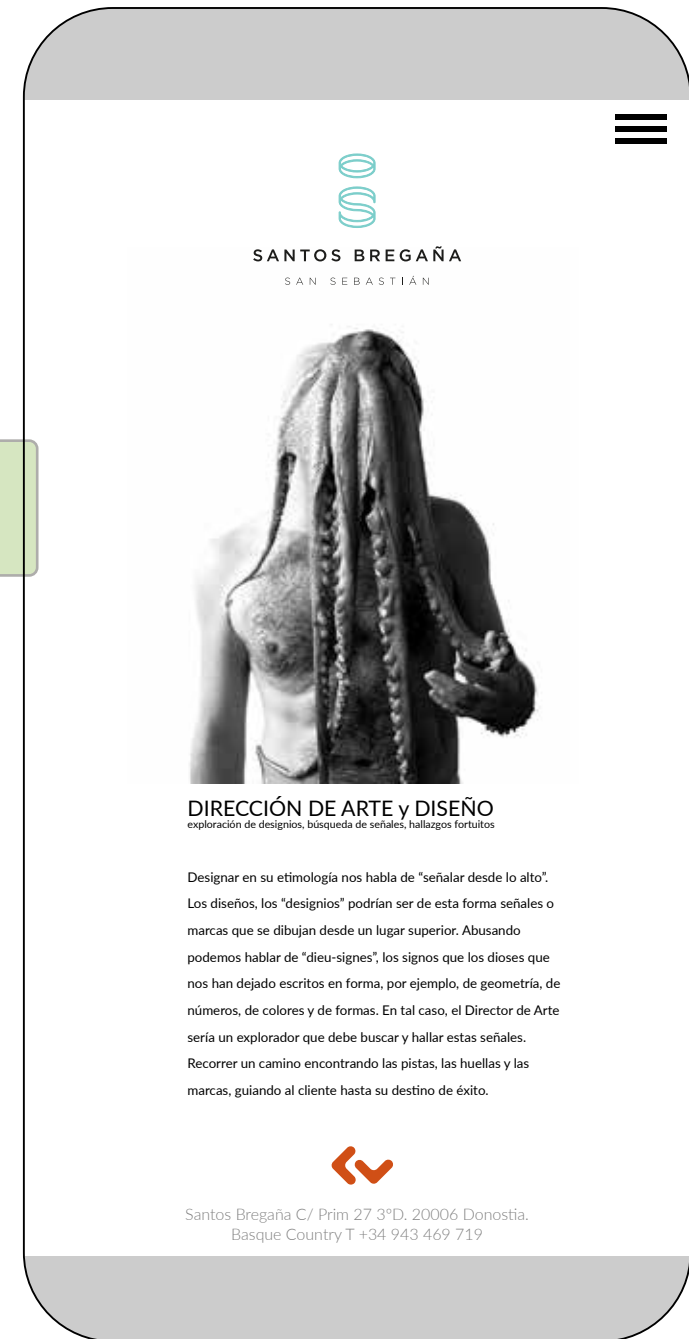 SANTOS BREGAÑA
SAN SEBASTIÁN
DIRECCIÓN DE ARTE y DISEÑO
exploración de designios, búsqueda de señales, hallazgos fortuitos
Designar en su etimología nos habla de “señalar desde lo alto”.
Los diseños, los “designios” podrían ser de esta forma señales o
marcas que se dibujan desde un lugar superior. Abusando
podemos hablar de “dieu-signes”, los signos que los dioses que
nos han dejado escritos en forma, por ejemplo, de geometría, de
números, de colores y de formas. En tal caso, el Director de Arte
sería un explorador que debe buscar y hallar estas señales.
Recorrer un camino encontrando las pistas, las huellas y las
marcas, guiando al cliente hasta su destino de éxito.
Santos Bregaña C/ Prim 27 3ºD. 20006 Donostia.
Basque Country T +34 943 469 719